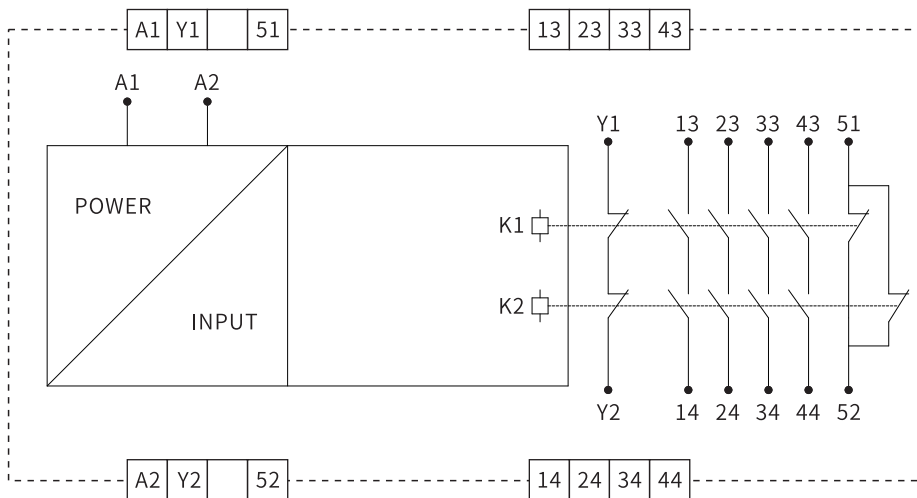 A1 Y1 51 13 23 33 43
A1 A2
Y1 13 23 33 43 51
POWER
K1
K2
INPUT
Y2 14 24 34 44 52
A2 Y2 52 14 24 34 44